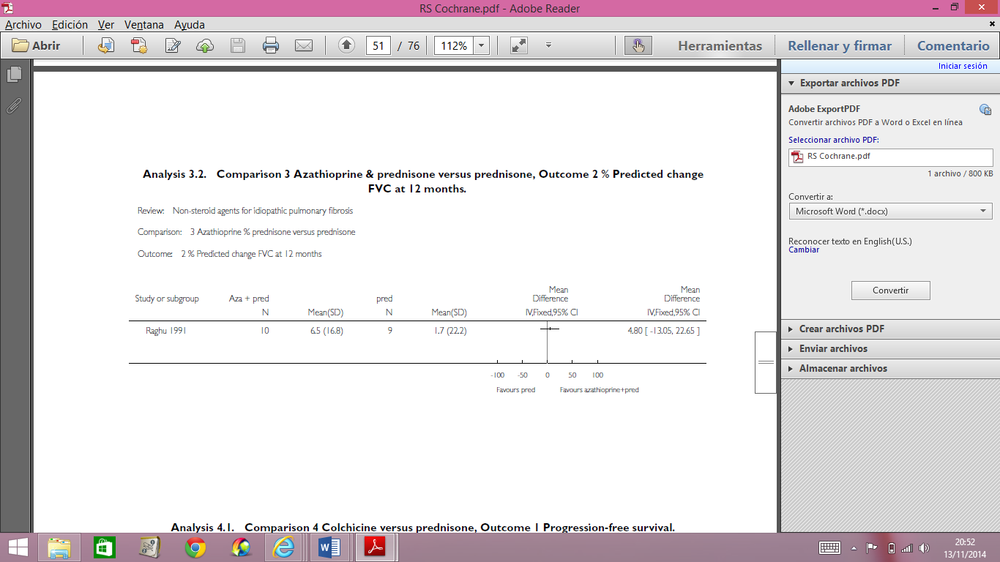 RS Cochrane.pdf - Adobe Reader
Archivo Edición Ver Ventana Ayuda
Abrir 51 / 76 112% Herramientas Rellenar y firmar Comentario
Iniciar sesión
Exportar archivos PDF
Adobe ExportPDF
Convertir archivos PDF a Word o Excel en línea
Seleccionar archivo PDF:
RS Cochrane.pdf
1 archivo / 800 KB
Convertir a:
Microsoft Word (*.docx)
Reconocer texto en English(U.S.)
Cambiar
Convertir
Crear archivos PDF
Enviar archivos
Almacenar archivos
Analysis 3.2. Comparison 3 Azathioprine & prednisone versus prednisone, Outcome 2 % Predicted change
FVC at 12 months.
Review: Non-steroid agents for idiopathic pulmonary fibrosis
Comparison: 3 Azathioprine % prednisone versus prednisone
Outcome: 2 % Predicted change FVC at 12 months
Mean Mean
Study or subgroup Aza + pred pred Difference Difference
N Mean(SD) N Mean(SD) IV,Fixed,95% CI IV,Fixed,95% CI
Raghu 1991 10 6.5 (16.8) 9 1.7 (22.2) 4.80 [ -13.05, 22.65 ]
-100 -50 0 50 100
Favours pred Favours azathioprine+pred
Analysis 4.1. Comparison 4 Colchicine versus prednisone, Outcome 1 Progression-free survival.
20:52
13/11/2014